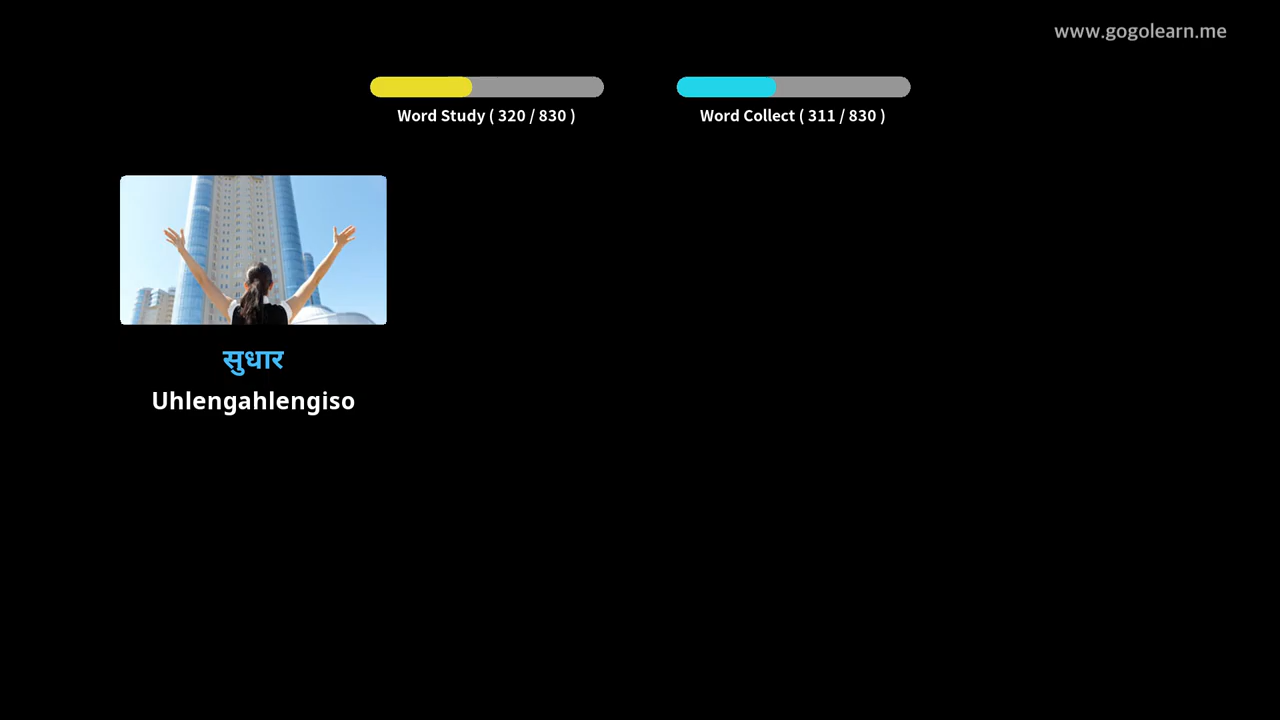 www.gogolearn.me
Word Study ( 320 / 830 )
Word Collect ( 311 / 830 )
सुधार
Uhlengahlengiso